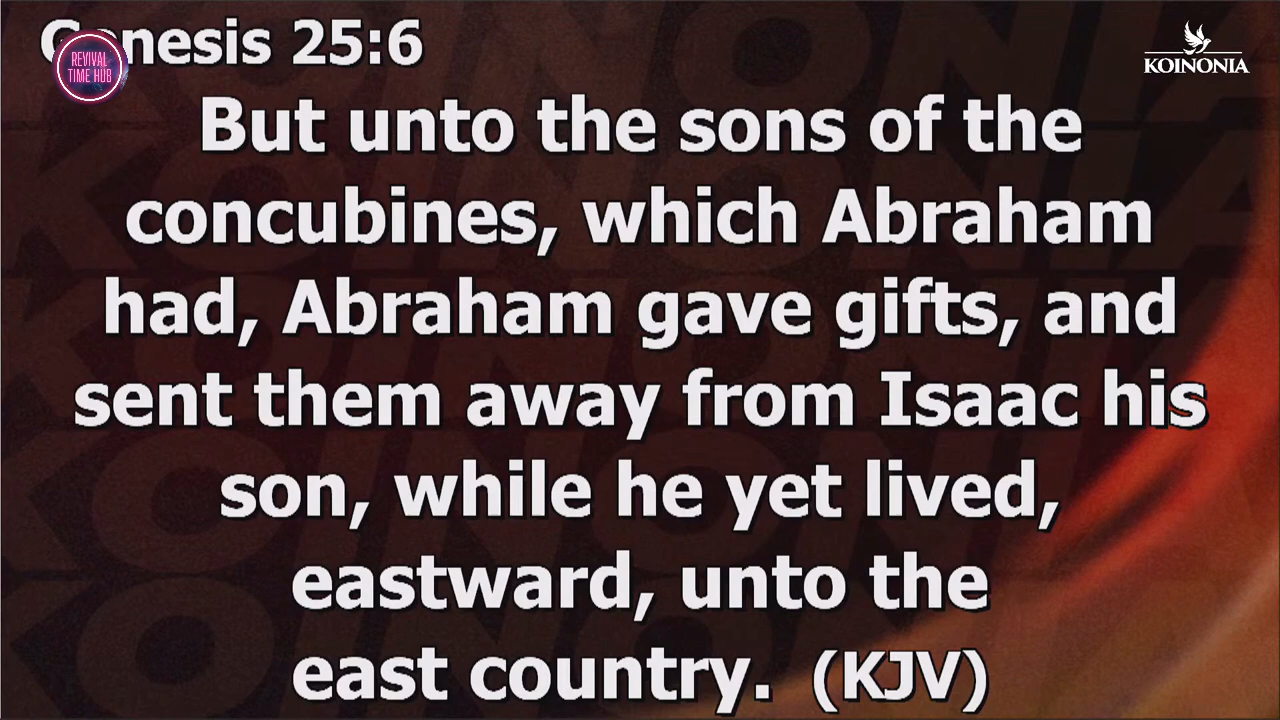 Genesis 25:6
REVIVAL
TIME HUB
KOINONIA
But unto the sons of the
concubines, which Abraham
had, Abraham gave gifts, and
sent them away from Isaac his
son, while he yet lived,
eastward, unto the
east country. (KJV)